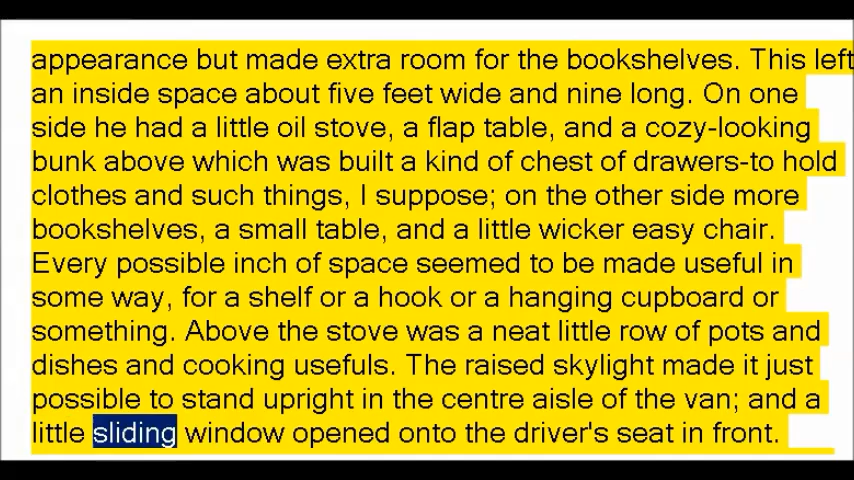 appearance but made extra room for the bookshelves. This left
an inside space about five feet wide and nine long. On one
side he had a little oil stove, a flap table, and a cozy-looking
bunk above which was built a kind of chest of drawers-to hold
clothes and such things, I suppose; on the other side more
bookshelves, a small table, and a little wicker easy chair.
Every possible inch of space seemed to be made useful in
some way, for a shelf or a hook or a hanging cupboard or
something. Above the stove was a neat little row of pots and
dishes and cooking usefuls. The raised skylight made it just
possible to stand upright in the centre aisle of the van; and a
little sliding window opened onto the driver's seat in front.